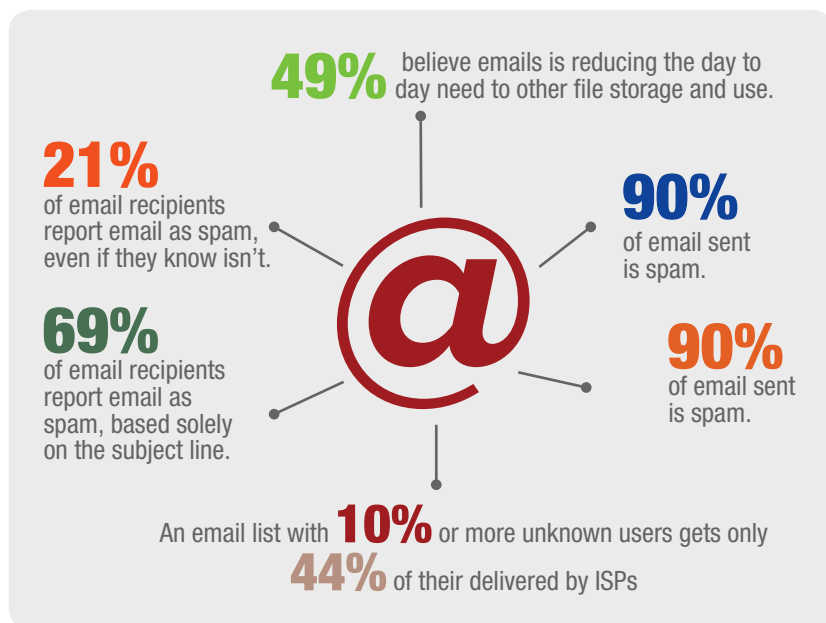 49% believe emails is reducing the day to
day need to other file storage and use.
21%
of email recipients
report email as spam,
even if they know isn't.
90%
of email sent
is spam.
69%
of email recipients
report email as
spam, based solely
on the subject line.
90%
of email sent
is spam.
@
An email list with 10% or more unknown users gets only
44% of their delivered by ISPs